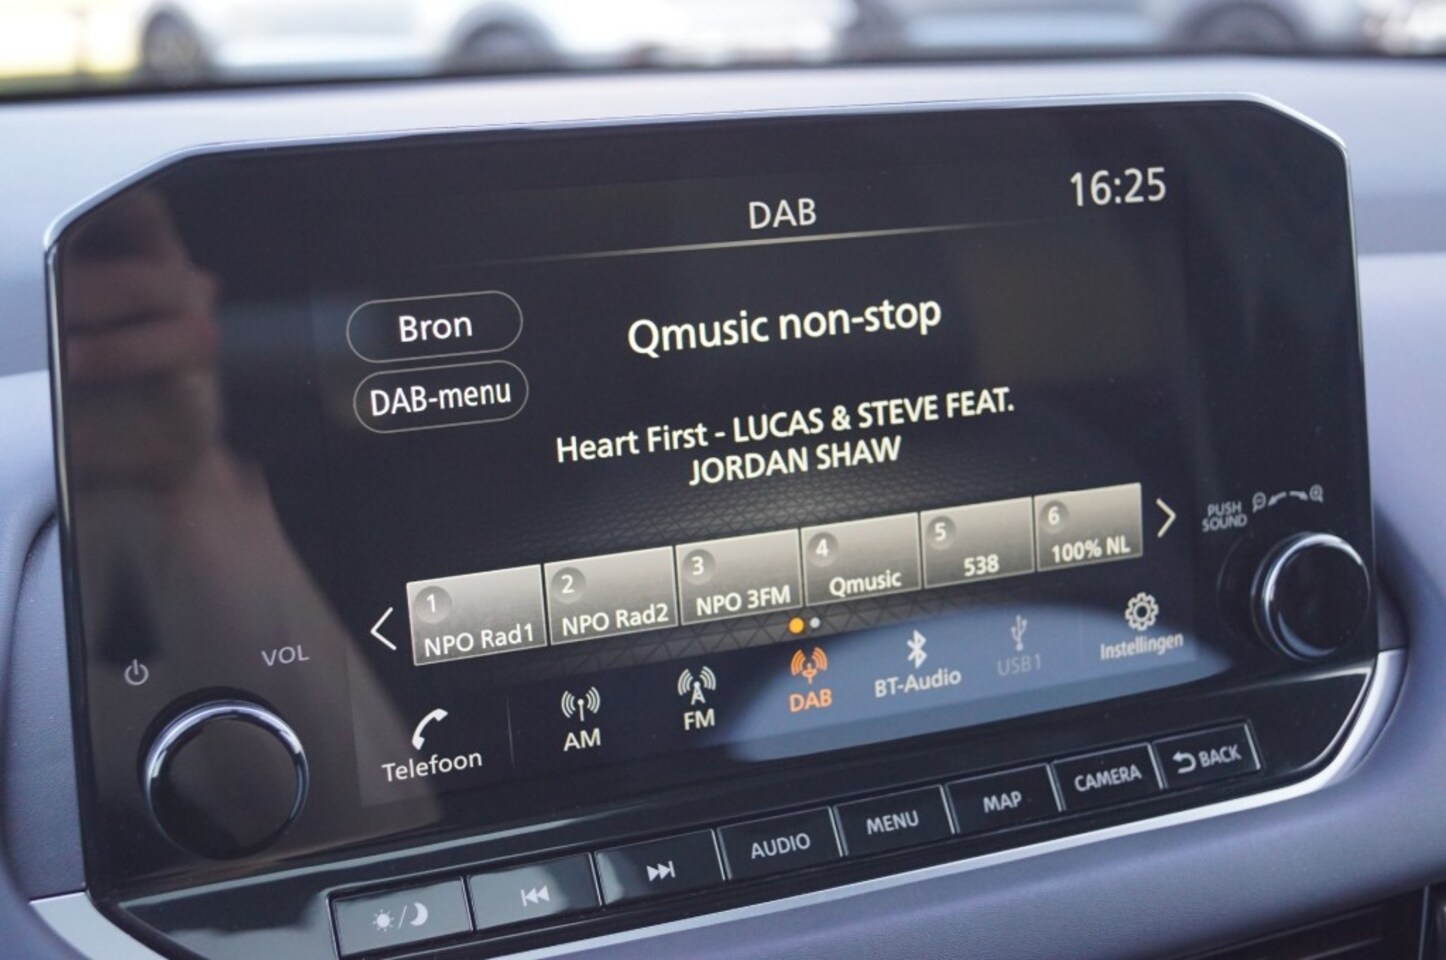 DAB
16:25
Bron
DAB-menu
Qmusic non-stop
Heart First - LUCAS & STEVE FEAT.
JORDAN SHAW
1 NPO Rad1
2 NPO Rad2
3 NPO 3FM
4 Qmusic
5 538
6 100% NL
PUSH
SOUND
VOL
Telefoon
AM
FM
DAB
BT-Audio
USB1
Instellingen
AUDIO
MENU
MAP
CAMERA
BACK